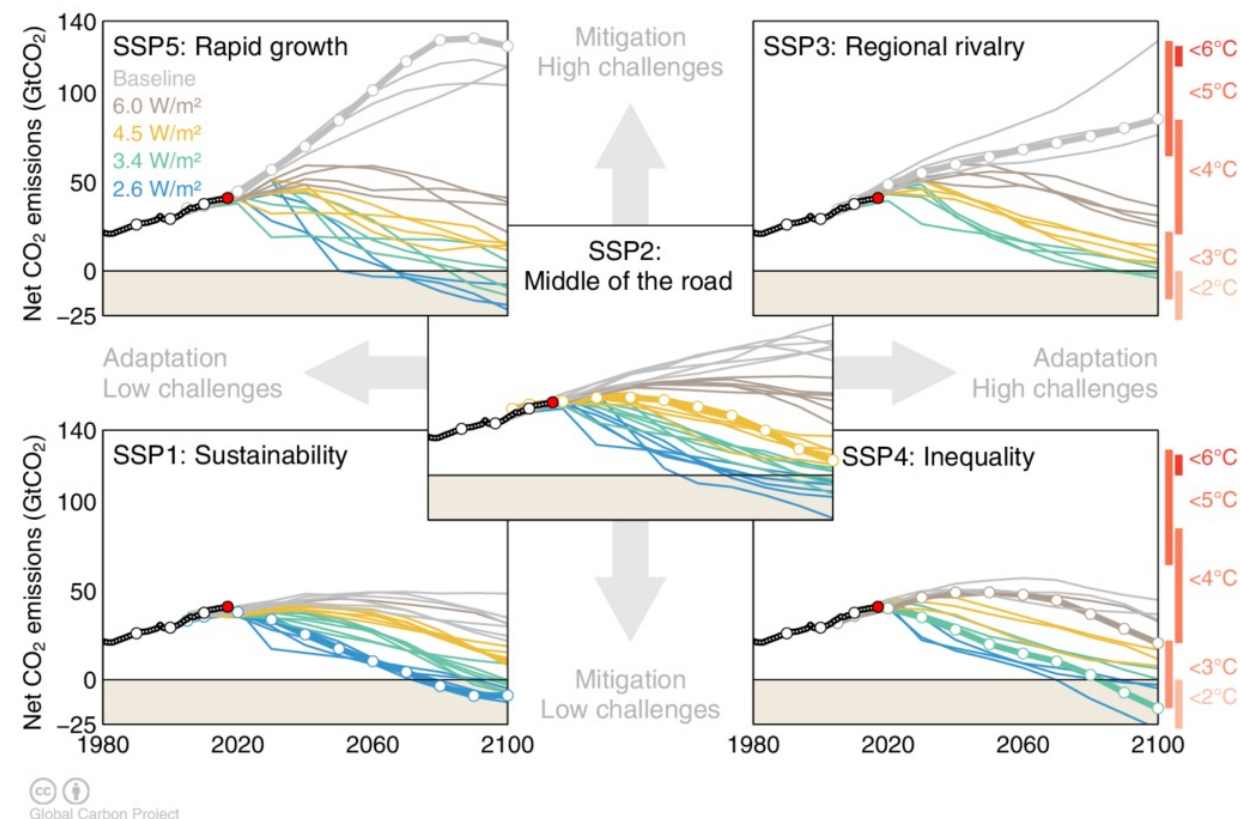 Net CO₂ emissions (GtCO₂)
140
100
50
0
−25
SSP5: Rapid growth
Baseline
6.0 W/m²
4.5 W/m²
3.4 W/m²
2.6 W/m²
Mitigation
High challenges
SSP3: Regional rivalry
<6°C
<5°C
<4°C
<3°C
<2°C
SSP2:
Middle of the road
Adaptation
Low challenges
Adaptation
High challenges
Net CO₂ emissions (GtCO₂)
140
100
50
0
−25
SSP1: Sustainability
1980
2020
2060
2100
Mitigation
Low challenges
SSP4: Inequality
1980
2020
2060
2100
<6°C
<5°C
<4°C
<3°C
<2°C
cc
Global Carbon Project